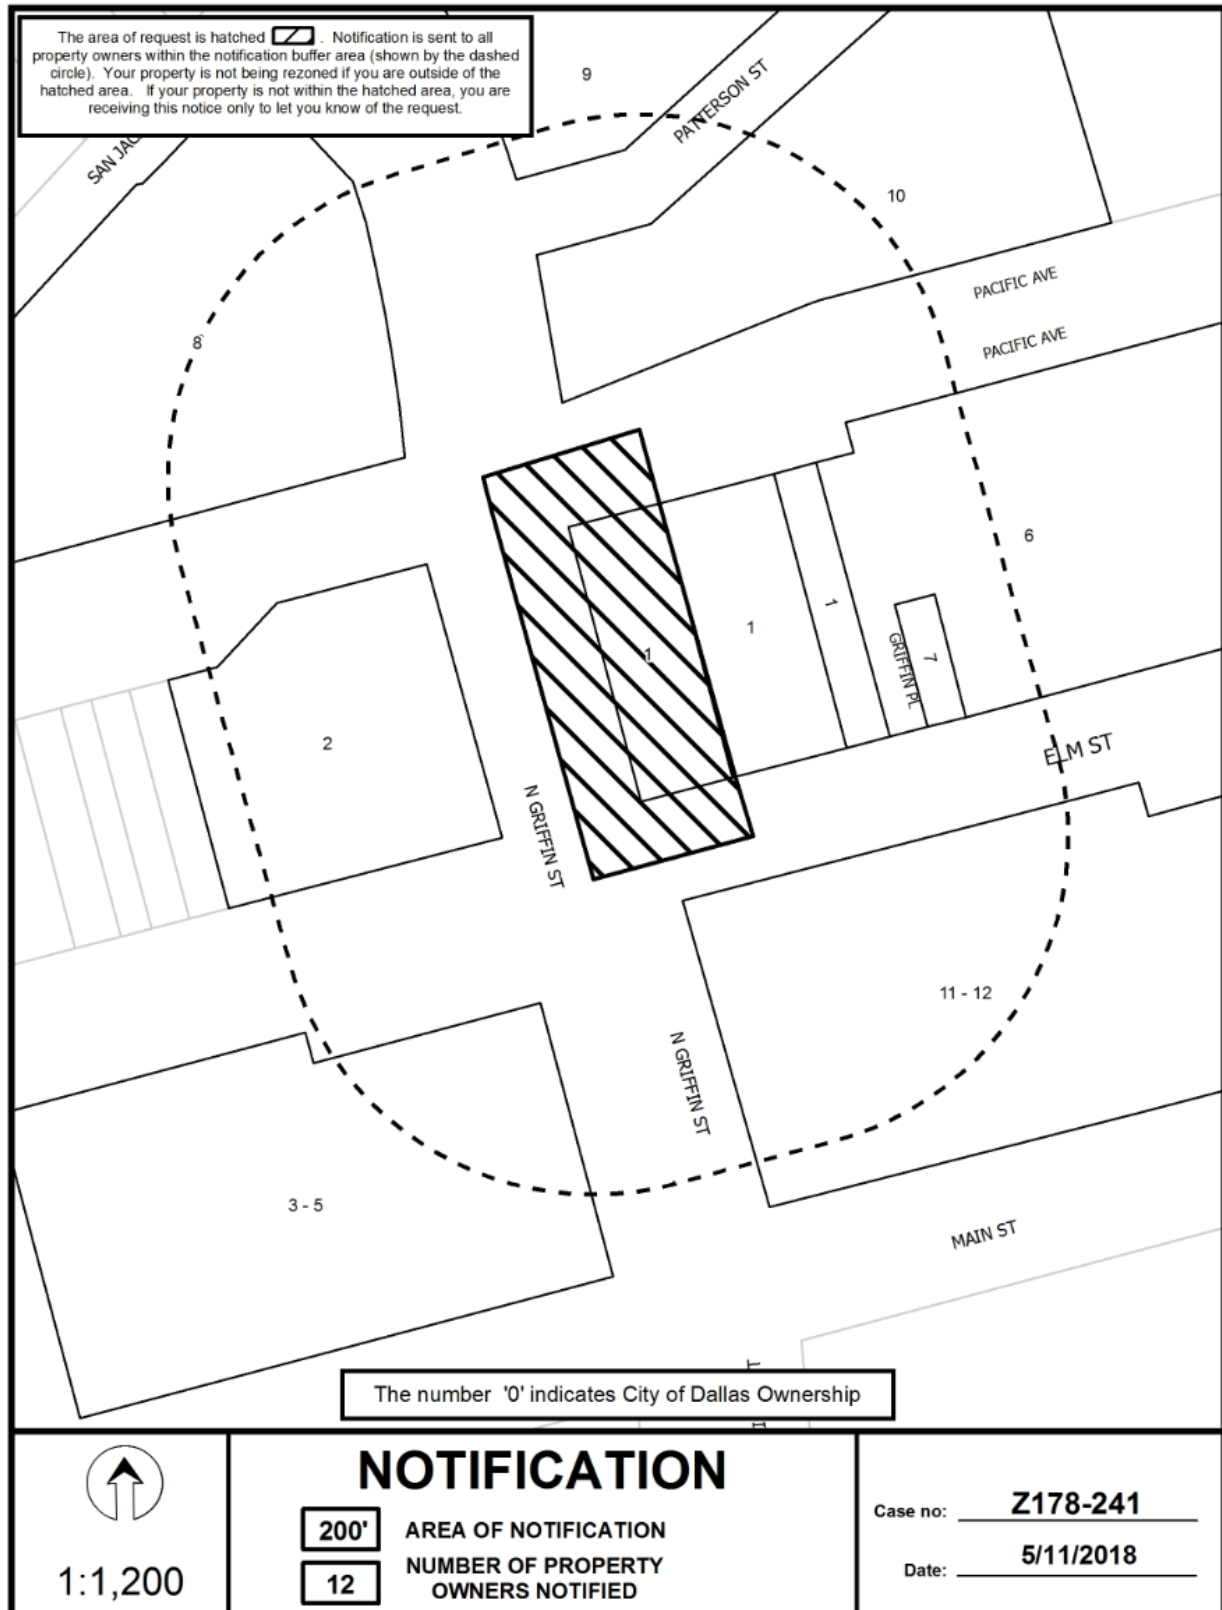 The area of request is hatched . Notification is sent to all
property owners within the notification buffer area (shown by the dashed
circle). Your property is not being rezoned if you are outside of the
hatched area. If your property is not within the hatched area, you are
receiving this notice only to let you know of the request.
9
PATTERSON ST
SAN JAC
10
PACIFIC AVE
PACIFIC AVE
8
6
1
1
1
7
GRIFFIN PL
2
ELM ST
N GRIFFIN ST
11 - 12
N GRIFFIN ST
3 - 5
MAIN ST
The number '0' indicates City of Dallas Ownership
NOTIFICATION
200' AREA OF NOTIFICATION
12 NUMBER OF PROPERTY
OWNERS NOTIFIED
1:1,200
Case no: Z178-241
Date: 5/11/2018